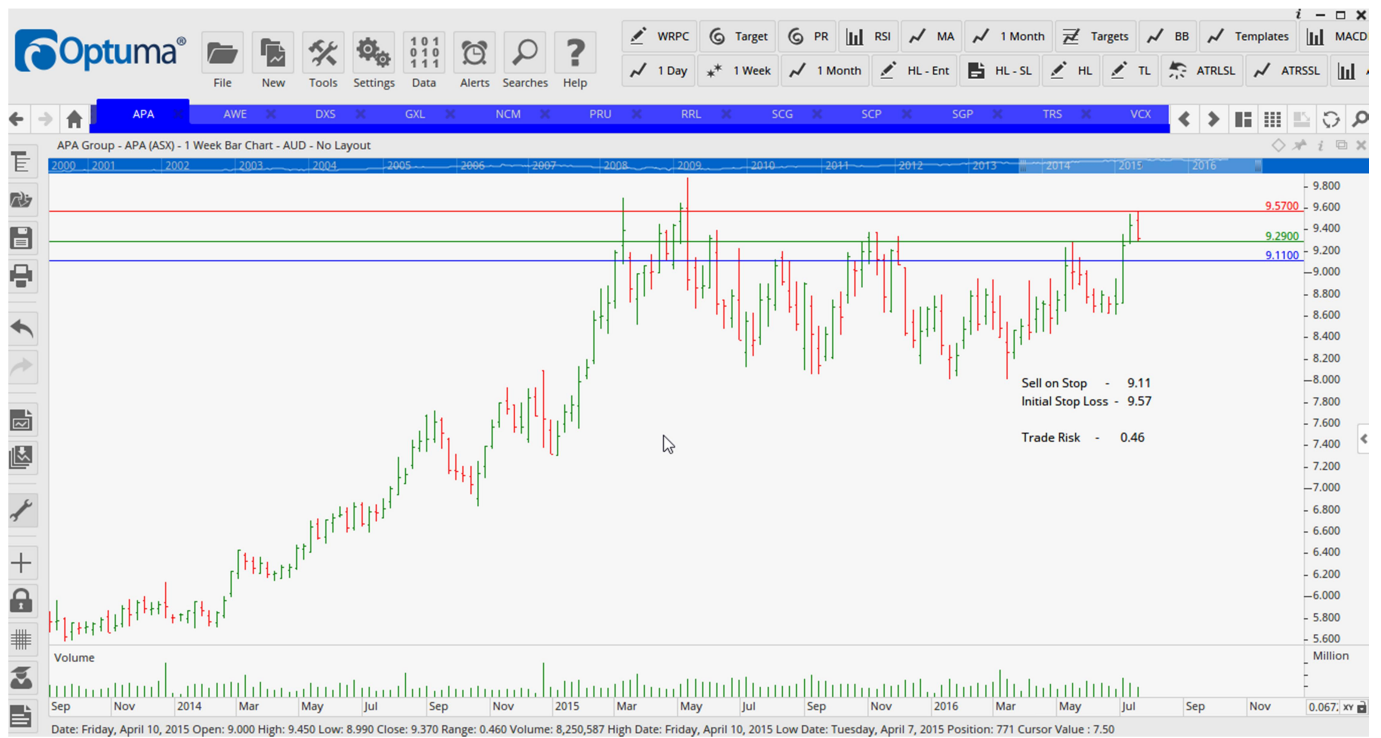 i
Optuma®
File
New
Tools
Settings
101
010
111
Data
Alerts
Searches
?
Help
WRPC
Target
PR
RSI
MA
1 Month
Targets
BB
Templates
MACD
1 Day
1 Week
1 Month
HL - Ent
HL - SL
HL
TL
ATRLSL
ATRSSL
APA
AWE
DXS
GXL
NCM
PRU
RRL
SCG
SCP
SGP
TRS
VCX
APA Group - APA (ASX) - 1 Week Bar Chart - AUD - No Layout
2000 2001 2002 2003 2004 2005 2006 2007 2008 2009 2010 2011 2012 2013 2014 2015 2016
9.800
9.5700
9.600
9.400
9.2900
9.200
9.1100
9.000
8.800
8.600
8.400
8.200
8.000
Sell on Stop - 9.11
Initial Stop Loss - 9.57
7.800
7.600
Trade Risk - 0.46
7.400
7.200
7.000
6.800
6.600
6.400
6.200
6.000
5.800
5.600
Volume
Million
Sep Nov 2014 Mar May Jul Sep Nov 2015 Mar May Jul Sep Nov 2016 Mar May Jul Sep Nov
0.067, XY
Date: Friday, April 10, 2015 Open: 9.000 High: 9.450 Low: 8.990 Close: 9.370 Range: 0.460 Volume: 8,250,587 High Date: Friday, April 10, 2015 Low Date: Tuesday, April 7, 2015 Position: 771 Cursor Value : 7.50